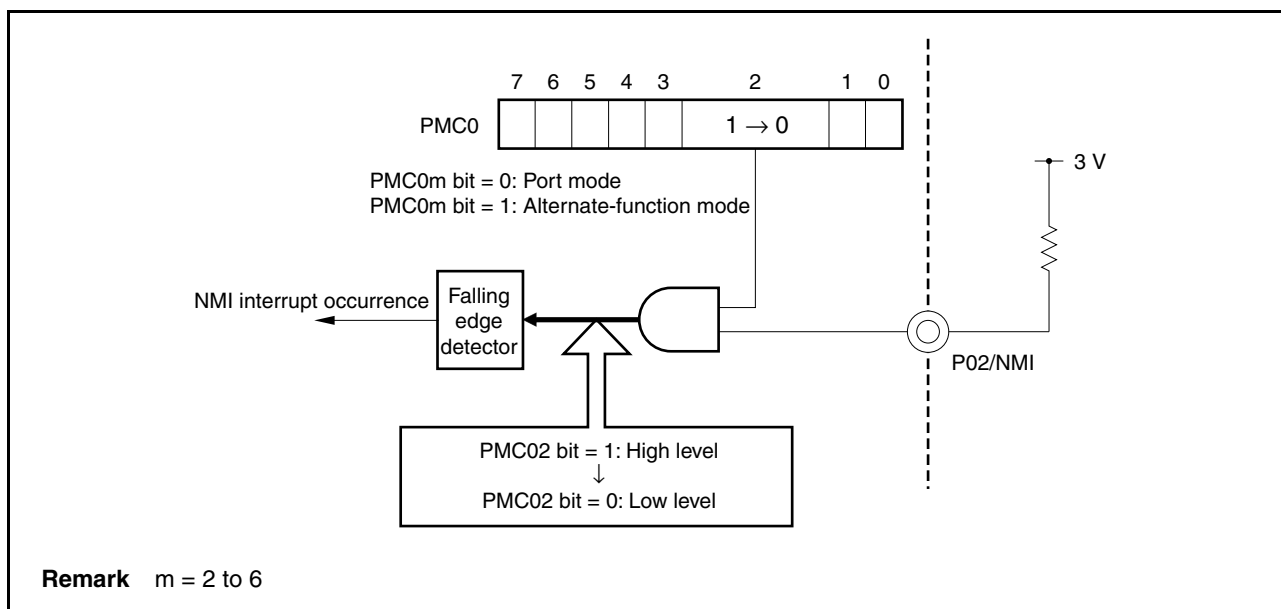 7 6 5 4 3 2 1 0
PMC0
1 → 0
3 V
PMC0m bit = 0: Port mode
PMC0m bit = 1: Alternate-function mode
NMI interrupt occurrence
Falling
edge
detector
P02/NMI
PMC02 bit = 1: High level
↓
PMC02 bit = 0: Low level
Remark m = 2 to 6